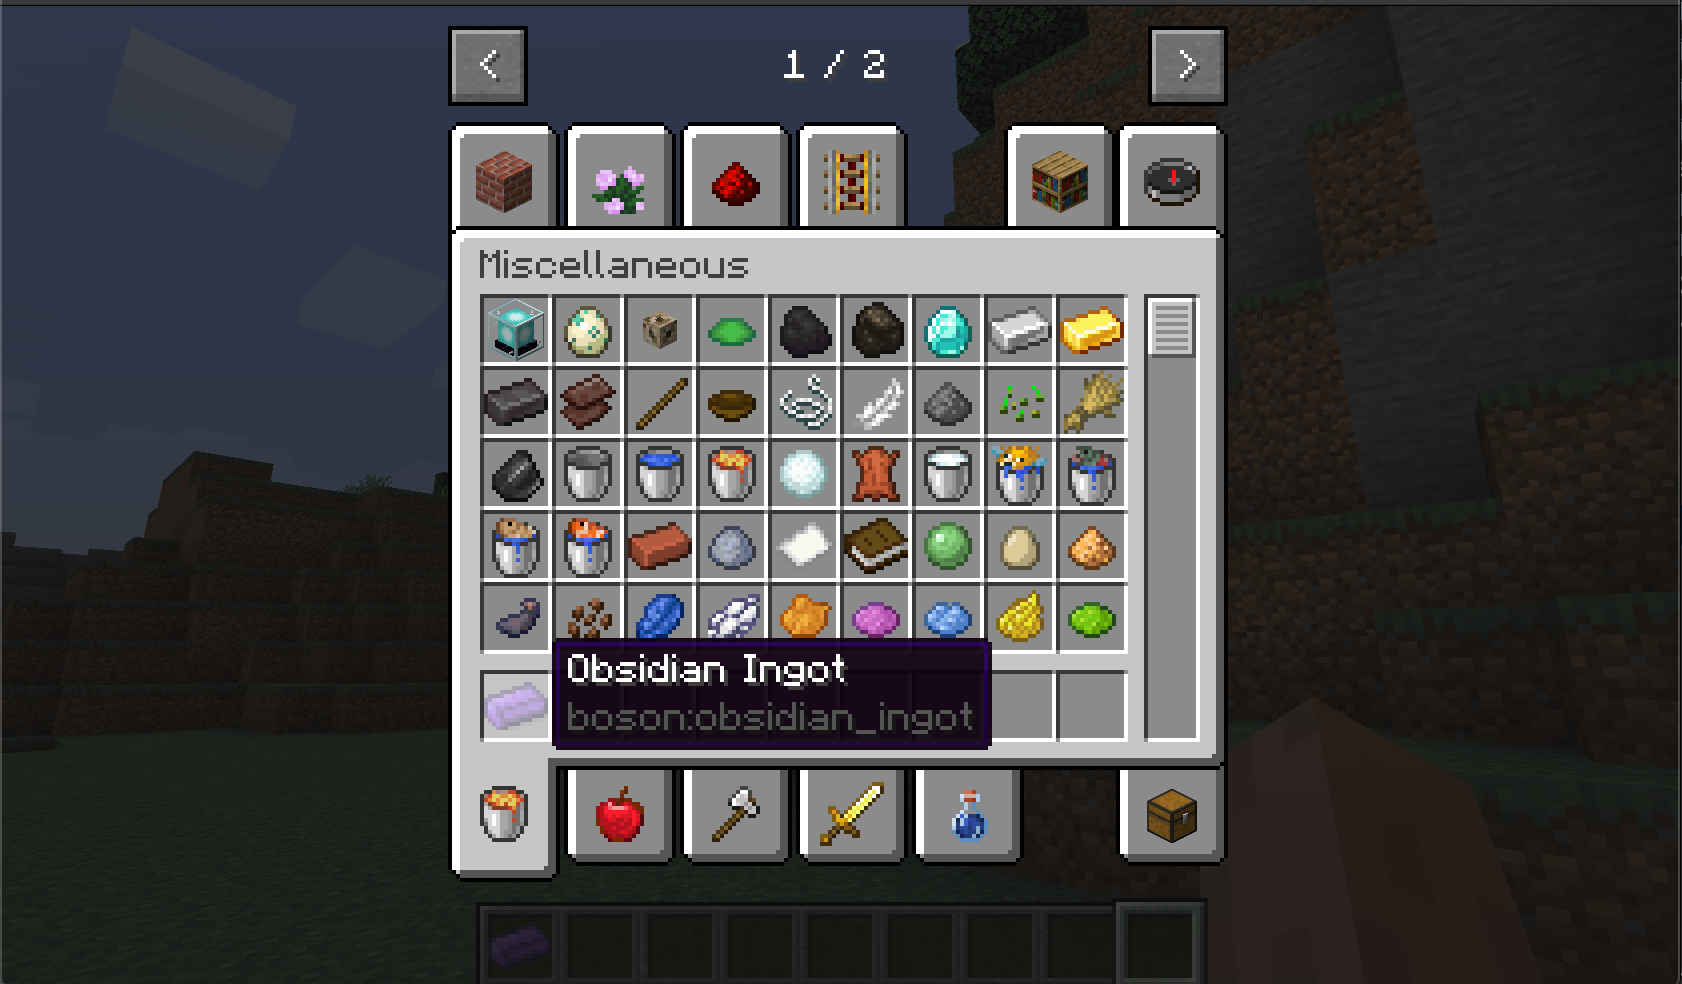 <
1 / 2
>
Miscellaneous
Obsidian Ingot
boson:obsidian_ingot